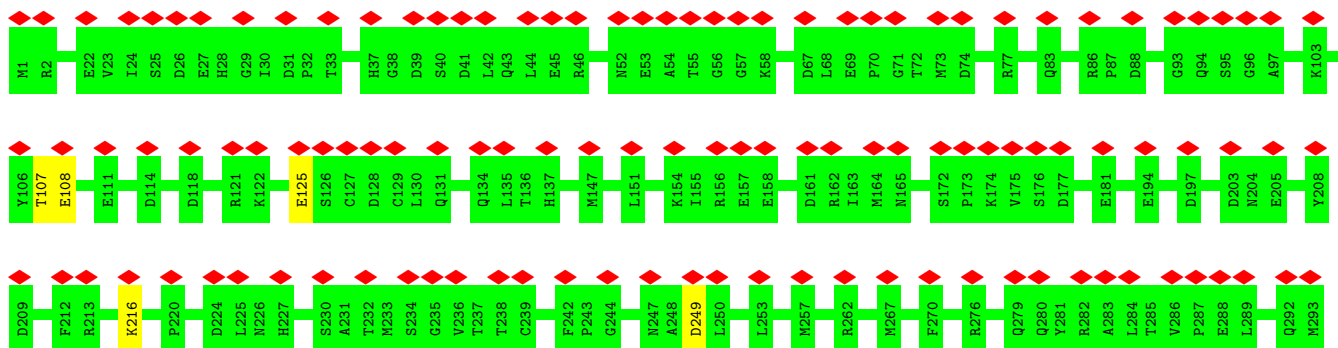 M1 R2 E22 V23 I24 S25 D26 E27 H28 G29 I30 D31 P32 T33 H37 G38 D39 S40 D41 L42 Q43 L44 E45 R46 N52 E53 A54 T55 G56 G57 K58 D67 L68 E69 P70 G71 T72 M73 D74 R77 Q83 R86 P87 D88 G93 Q94 S95 G96 A97 K103
Y106 T107 E108 E111 D114 D118 R121 K122 E125 S126 C127 D128 C129 L130 Q131 Q134 L135 T136 H137 M147 L151 K154 I155 R156 E157 E158 D161 R162 I163 M164 N165 S172 P173 K174 V175 S176 D177 E181 E194 D197 D203 N204 E205 Y208
D209 F212 R213 K216 P220 D224 L225 N226 H227 S230 A231 T232 M233 S234 G235 V236 T237 T238 C239 F242 P243 G244 N247 A248 D249 L250 L253 M257 R262 M267 F270 R276 Q279 Q280 Y281 R282 A283 L284 T285 V286 P287 E288 L289 Q292 M293